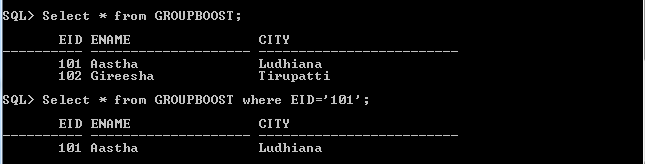 SQL> Select * from GROUPBOOST;
EID ENAME CITY
101 Aastha Ludhiana
102 Gireesha Tirupatti
SQL> Select * from GROUPBOOST where EID='101';
EID ENAME CITY
101 Aastha Ludhiana